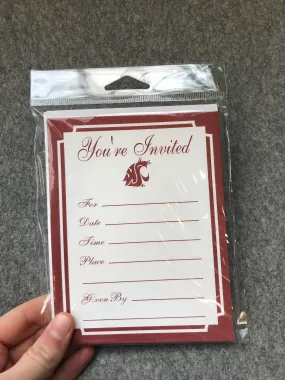 You're Invited
For
Date
Time
Place
Given By